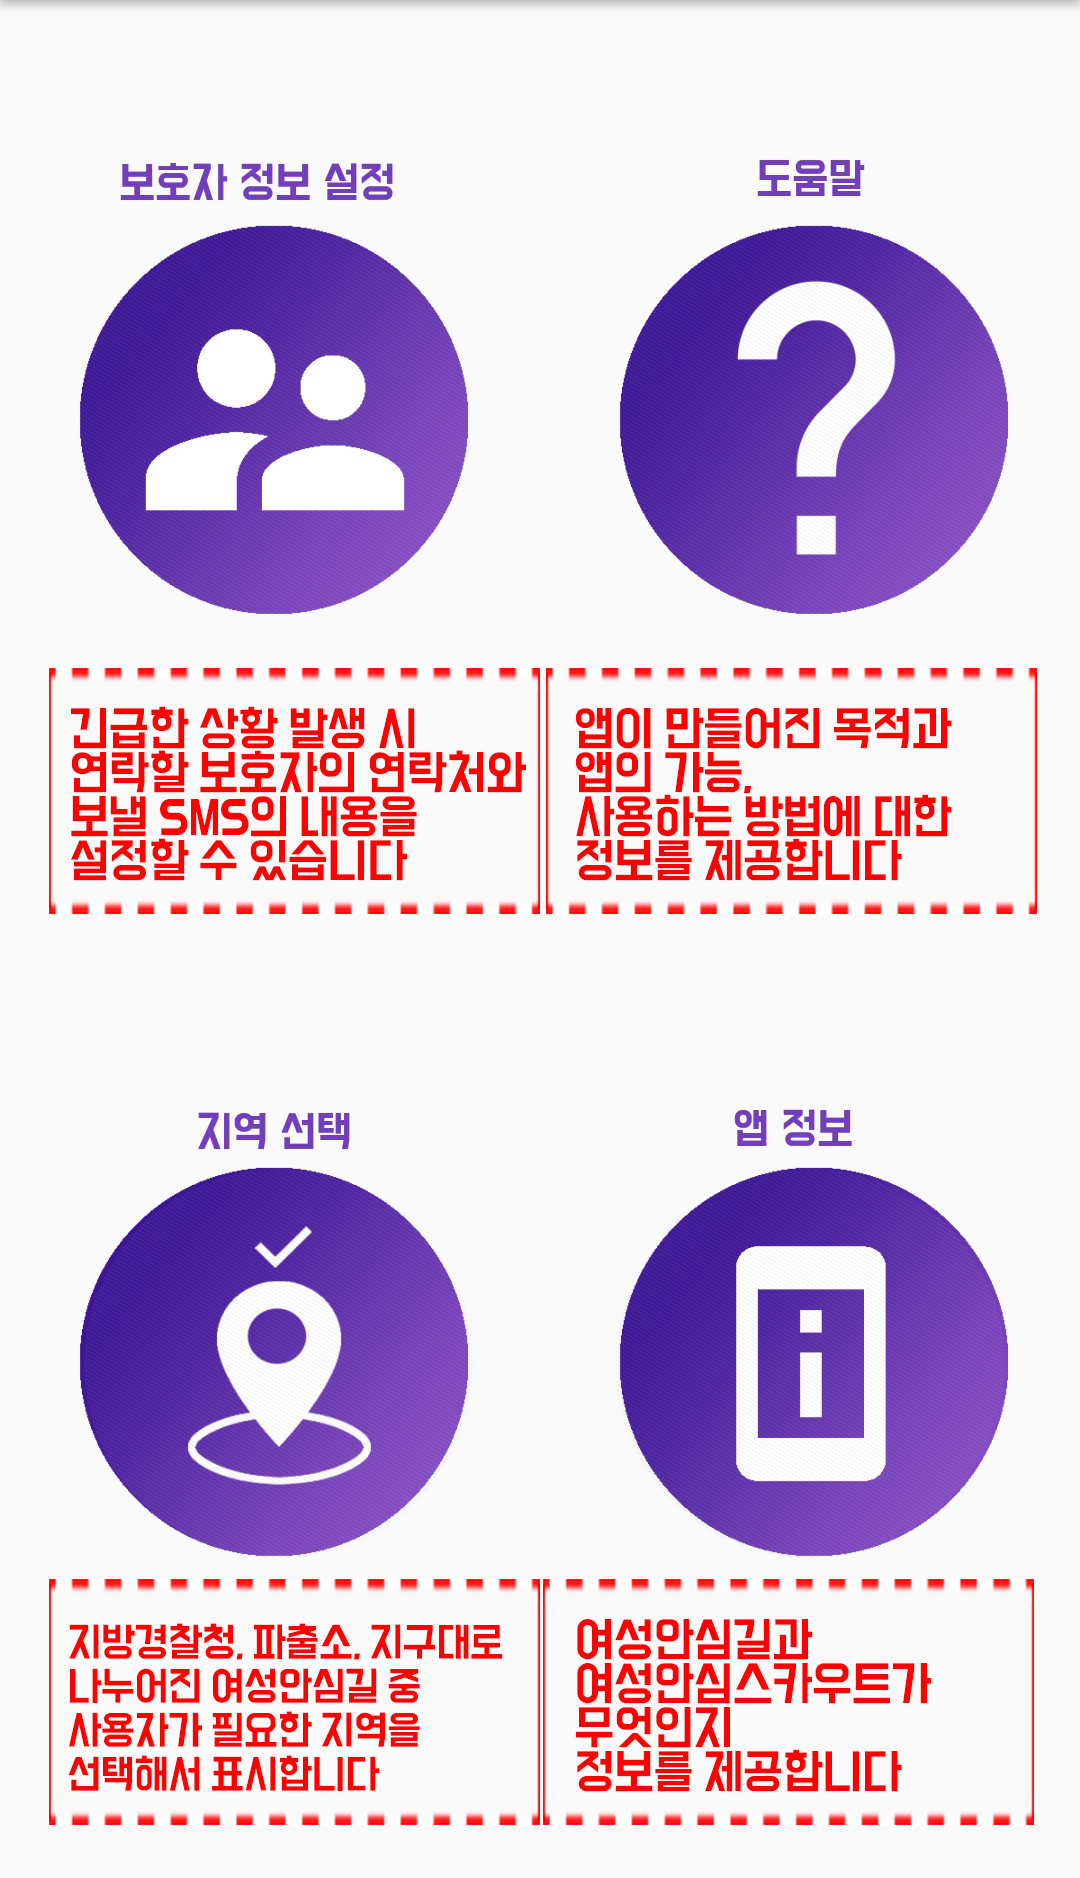 보호자 정보 설정
도움말
긴급한 상황 발생 시
연락할 보호자의 연락처와
보낼 SMS의 내용을
설정할 수 있습니다
앱이 만들어진 목적과
앱의 가능,
사용하는 방법에 대한
정보를 제공합니다
지역 선택
앱 정보
지방경찰청, 파출소, 지구대로
나누어진 여성안심길 중
사용자가 필요한 지역을
선택해서 표시합니다
여성안심길과
여성안심스카우트가
무엇인지
정보를 제공합니다